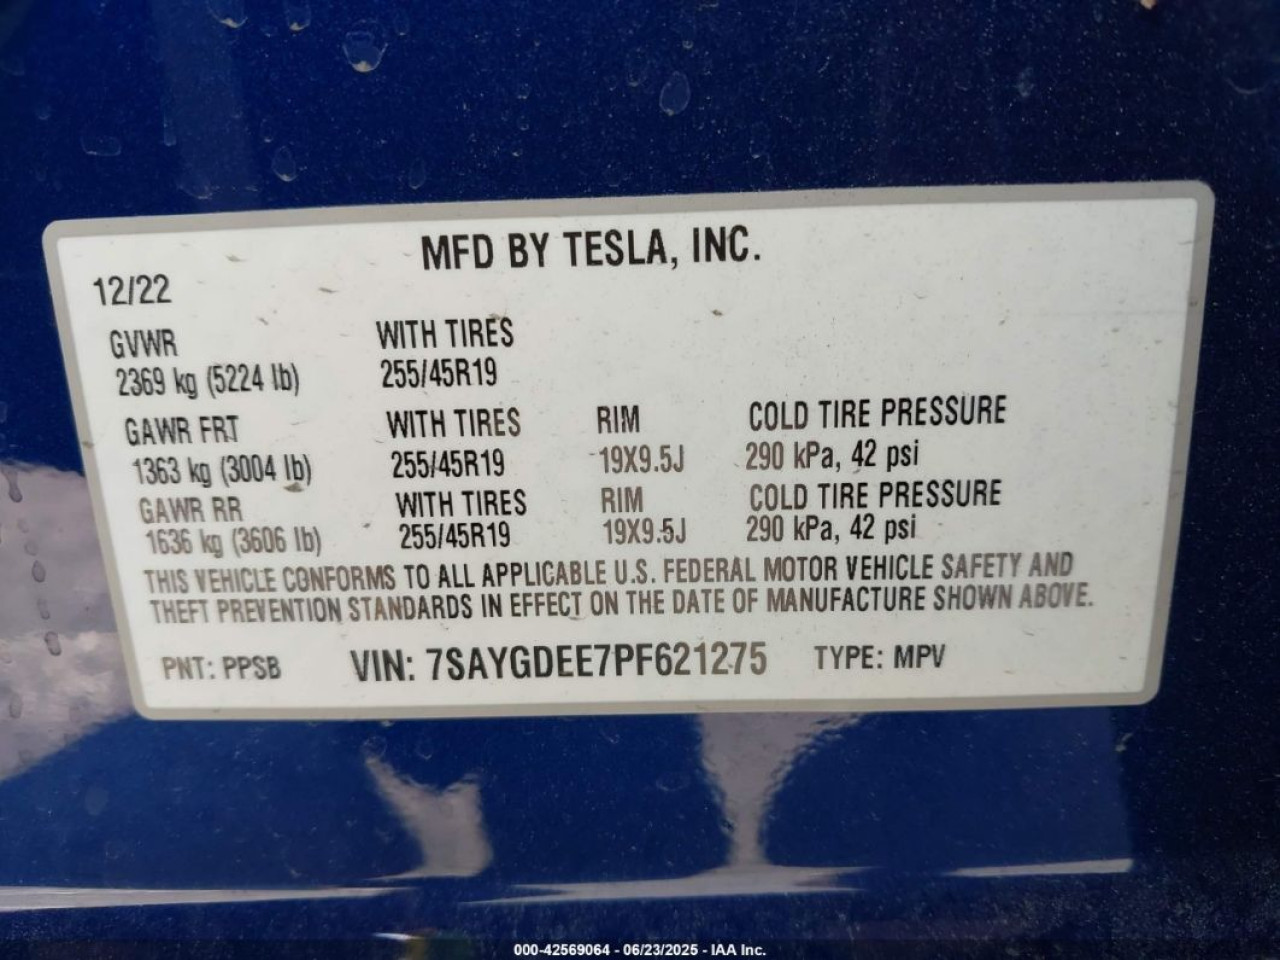 MFD BY TESLA, INC.
12/22
GVWR WITH TIRES
2369 kg (5224 lb) 255/45R19
GAWR FRT WITH TIRES RIM COLD TIRE PRESSURE
1363 kg (3004 lb) 255/45R19 19X9.5J 290 kPa, 42 psi
GAWR RR WITH TIRES RIM COLD TIRE PRESSURE
1636 kg (3606 lb) 255/45R19 19X9.5J 290 kPa, 42 psi
THIS VEHICLE CONFORMS TO ALL APPLICABLE U.S. FEDERAL MOTOR VEHICLE SAFETY AND
THEFT PREVENTION STANDARDS IN EFFECT ON THE DATE OF MANUFACTURE SHOWN ABOVE.
PNT: PPSB VIN: 7SAYGDEE7PF621275 TYPE: MPV
000-42569064 - 06/23/2025 - IAA Inc.